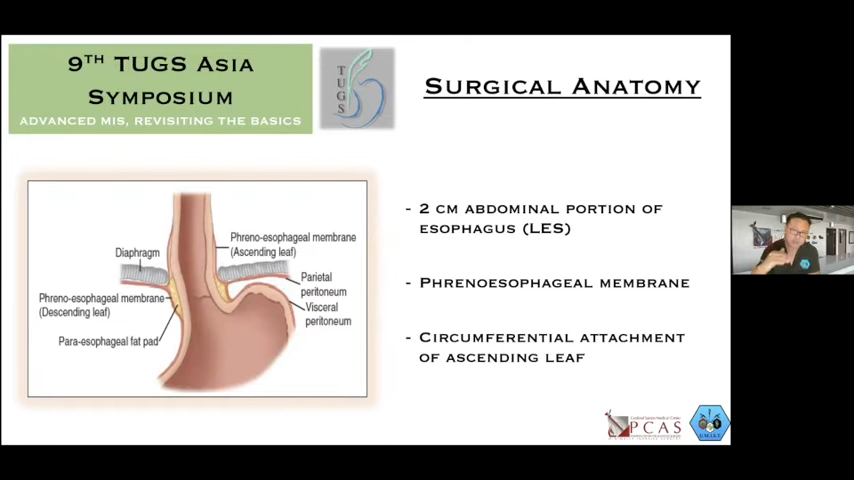 9TH TUGS ASIA
SYMPOSIUM
ADVANCED MIS, REVISITING THE BASICS
TUGS
SURGICAL ANATOMY
Diaphragm
Phreno-esophageal membrane
(Ascending leaf)
Parietal
peritoneum
Visceral
peritoneum
Phreno-esophageal membrane
(Descending leaf)
Para-esophageal fat pad
- 2 CM ABDOMINAL PORTION OF
ESOPHAGUS (LES)
- PHRENOESOPHAGEAL MEMBRANE
- CIRCUMFERENTIAL ATTACHMENT
OF ASCENDING LEAF
PCAS